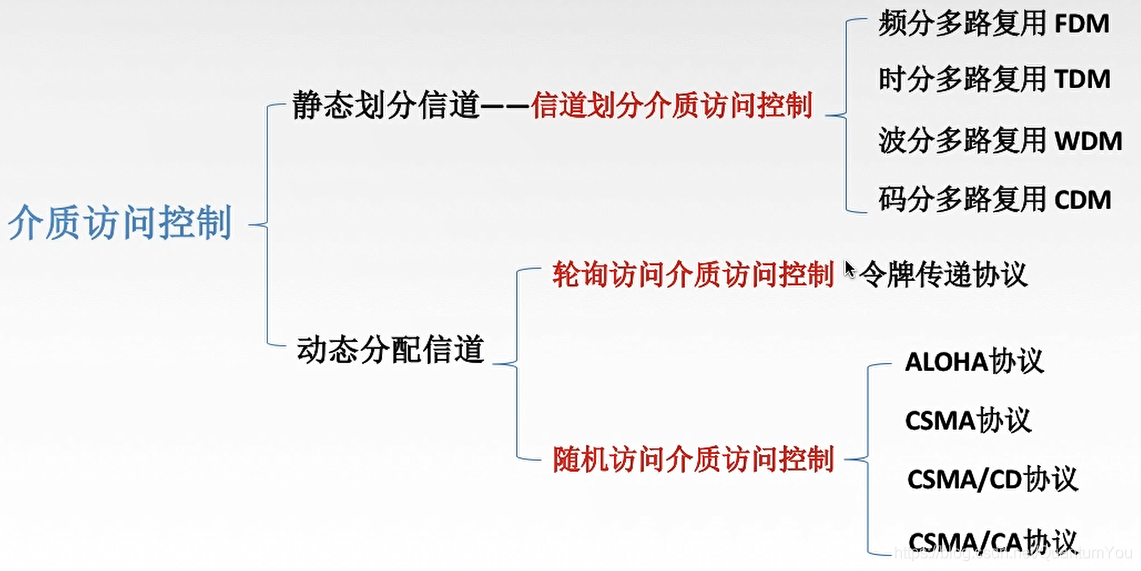 频分多路复用 FDM
静态划分信道——信道划分介质访问控制
时分多路复用 TDM
波分多路复用 WDM
码分多路复用 CDM
介质访问控制
轮询访问介质访问控制 令牌传递协议
动态分配信道
ALOHA协议
CSMA协议
随机访问介质访问控制
CSMA/CD协议
CSMA/CA协议